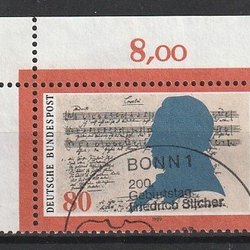 8,00
DEUTSCHE BUNDESPOST
80
BONN 1
200.
Geburtstag
Friedrich Silcher